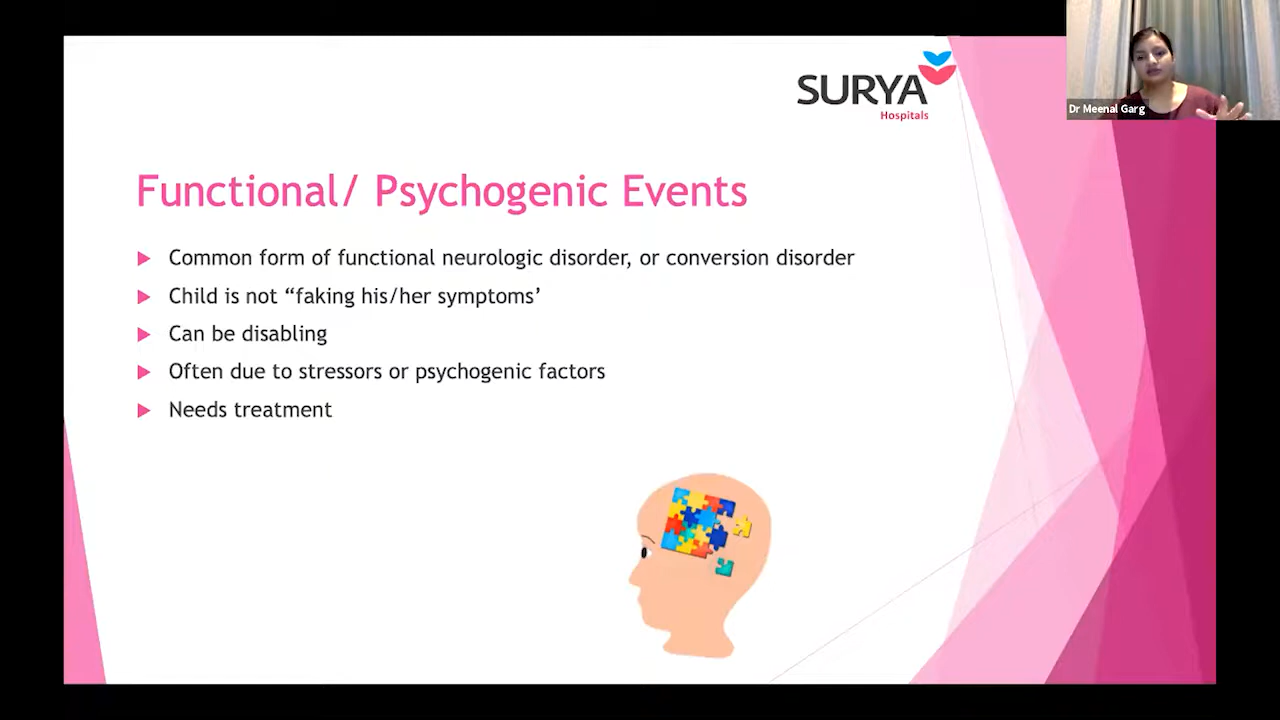 SURYA
Hospitals
Dr Meenal Garg
Functional/ Psychogenic Events
Common form of functional neurologic disorder, or conversion disorder
Child is not “faking his/her symptoms’
Can be disabling
Often due to stressors or psychogenic factors
Needs treatment